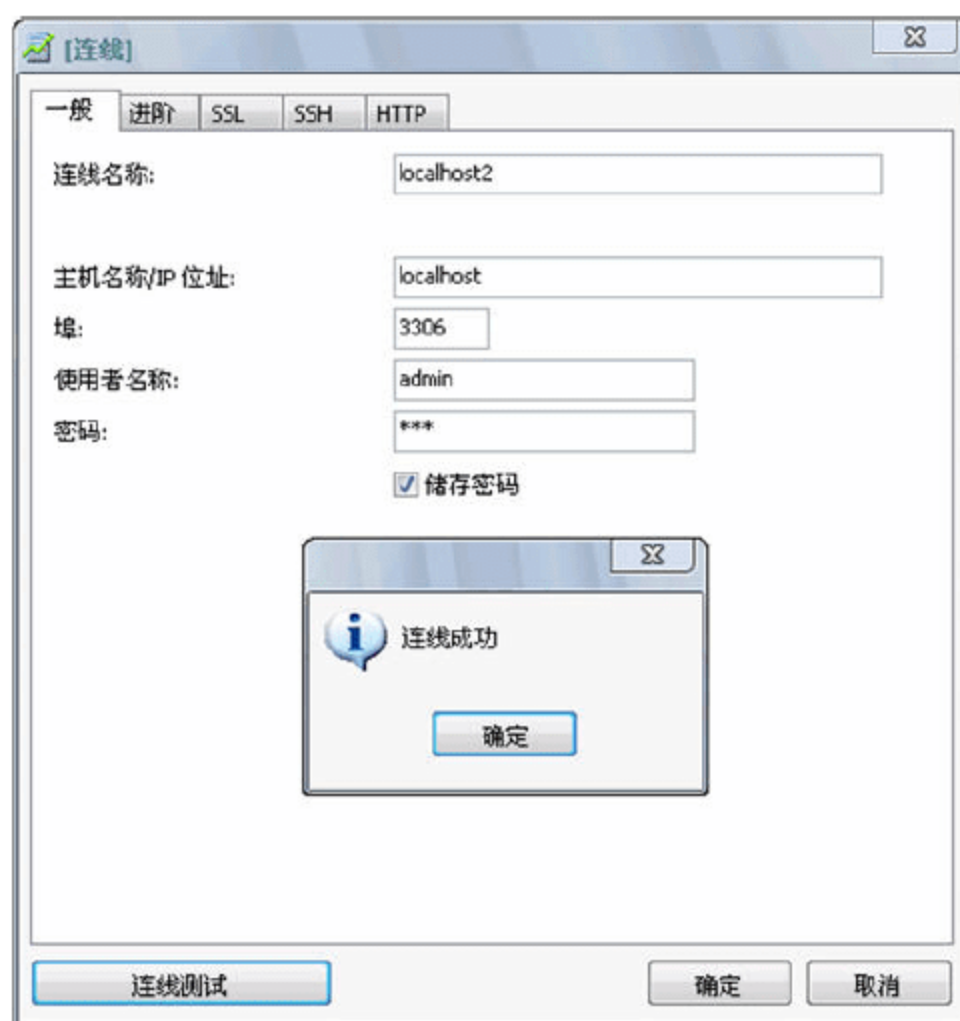 [连线]
一般 进阶 SSL SSH HTTP
连线名称: localhost2
主机名称/IP 位址: localhost
埠: 3306
使用者名称: admin
密码: ***
储存密码
连线成功
确定
连线测试 确定 取消